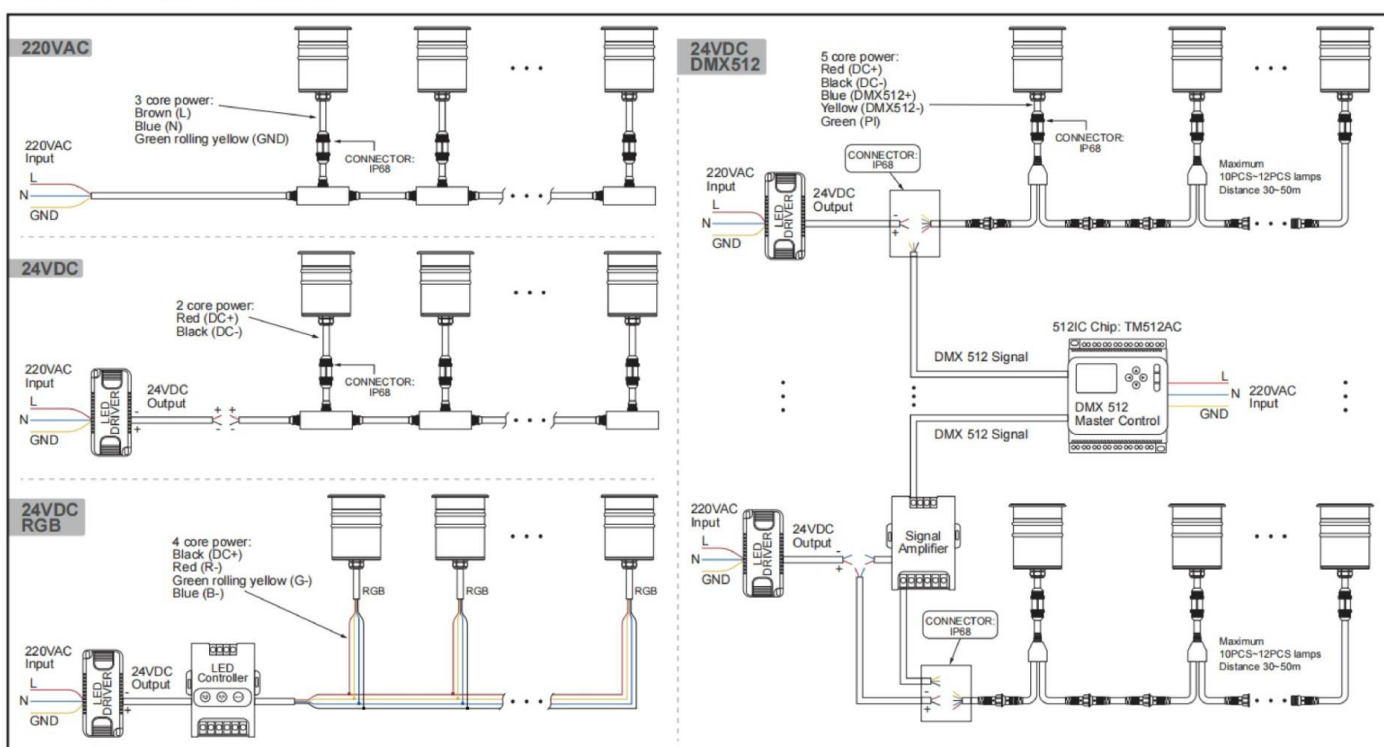 220VAC
3 core power:
Brown (L)
Blue (N)
Green rolling yellow (GND)
CONNECTOR:
IP68
220VAC
Input
L
N
GND
24VDC
2 core power:
Red (DC+)
Black (DC-)
CONNECTOR:
IP68
220VAC
Input
L
N
GND
LED
DRIVER
24VDC
Output
-
+
+ +
- -
24VDC
RGB
4 core power:
Black (DC+)
Red (R-)
Green rolling yellow (G-)
Blue (B-)
RGB
RGB
RGB
220VAC
Input
L
N
GND
LED
DRIVER
24VDC
Output
-
+
LED
Controller
24VDC
DMX512
5 core power:
Red (DC+)
Black (DC-)
Blue (DMX512+)
Yellow (DMX512-)
Green (PI)
CONNECTOR:
IP68
CONNECTOR:
IP68
Maximum
10PCS~12PCS lamps
Distance 30~50m
220VAC
Input
L
N
GND
LED
DRIVER
24VDC
Output
-
+
512IC Chip: TM512AC
DMX 512 Signal
DMX 512
Master Control
L
N
GND
220VAC
Input
DMX 512 Signal
220VAC
Input
L
N
GND
LED
DRIVER
24VDC
Output
-
+
Signal
Amplifier
CONNECTOR:
IP68
-
+
Maximum
10PCS~12PCS lamps
Distance 30~50m